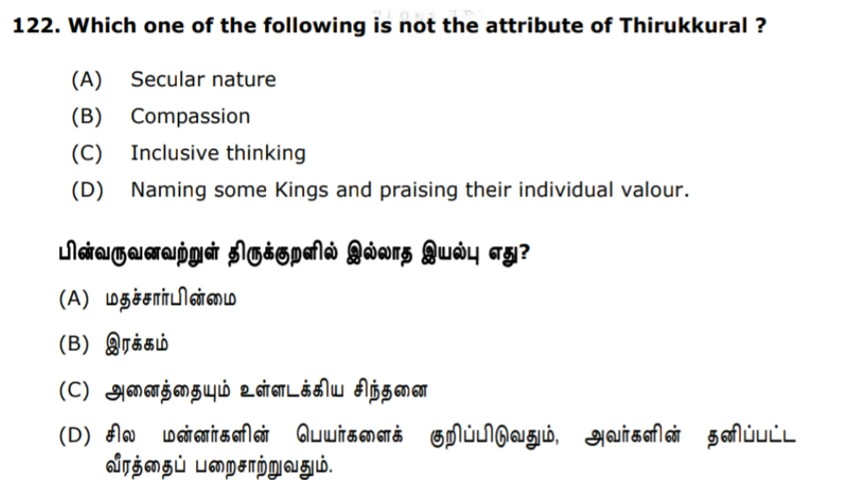 122. Which one of the following is not the attribute of Thirukkural ?
(A) Secular nature
(B) Compassion
(C) Inclusive thinking
(D) Naming some Kings and praising their individual valour.
பின்வருவனவற்றுள் திருக்குறளில் இல்லாத இயல்பு எது?
(A) மதச்சார்பின்மை
(B) இரக்கம்
(C) அனைத்தையும் உள்ளடக்கிய சிந்தனை
(D) சில மன்னர்களின் பெயர்களைக் குறிப்பிடுவதும், அவர்களின் தனிப்பட்ட
வீரத்தைப் பறைசாற்றுவதும்.